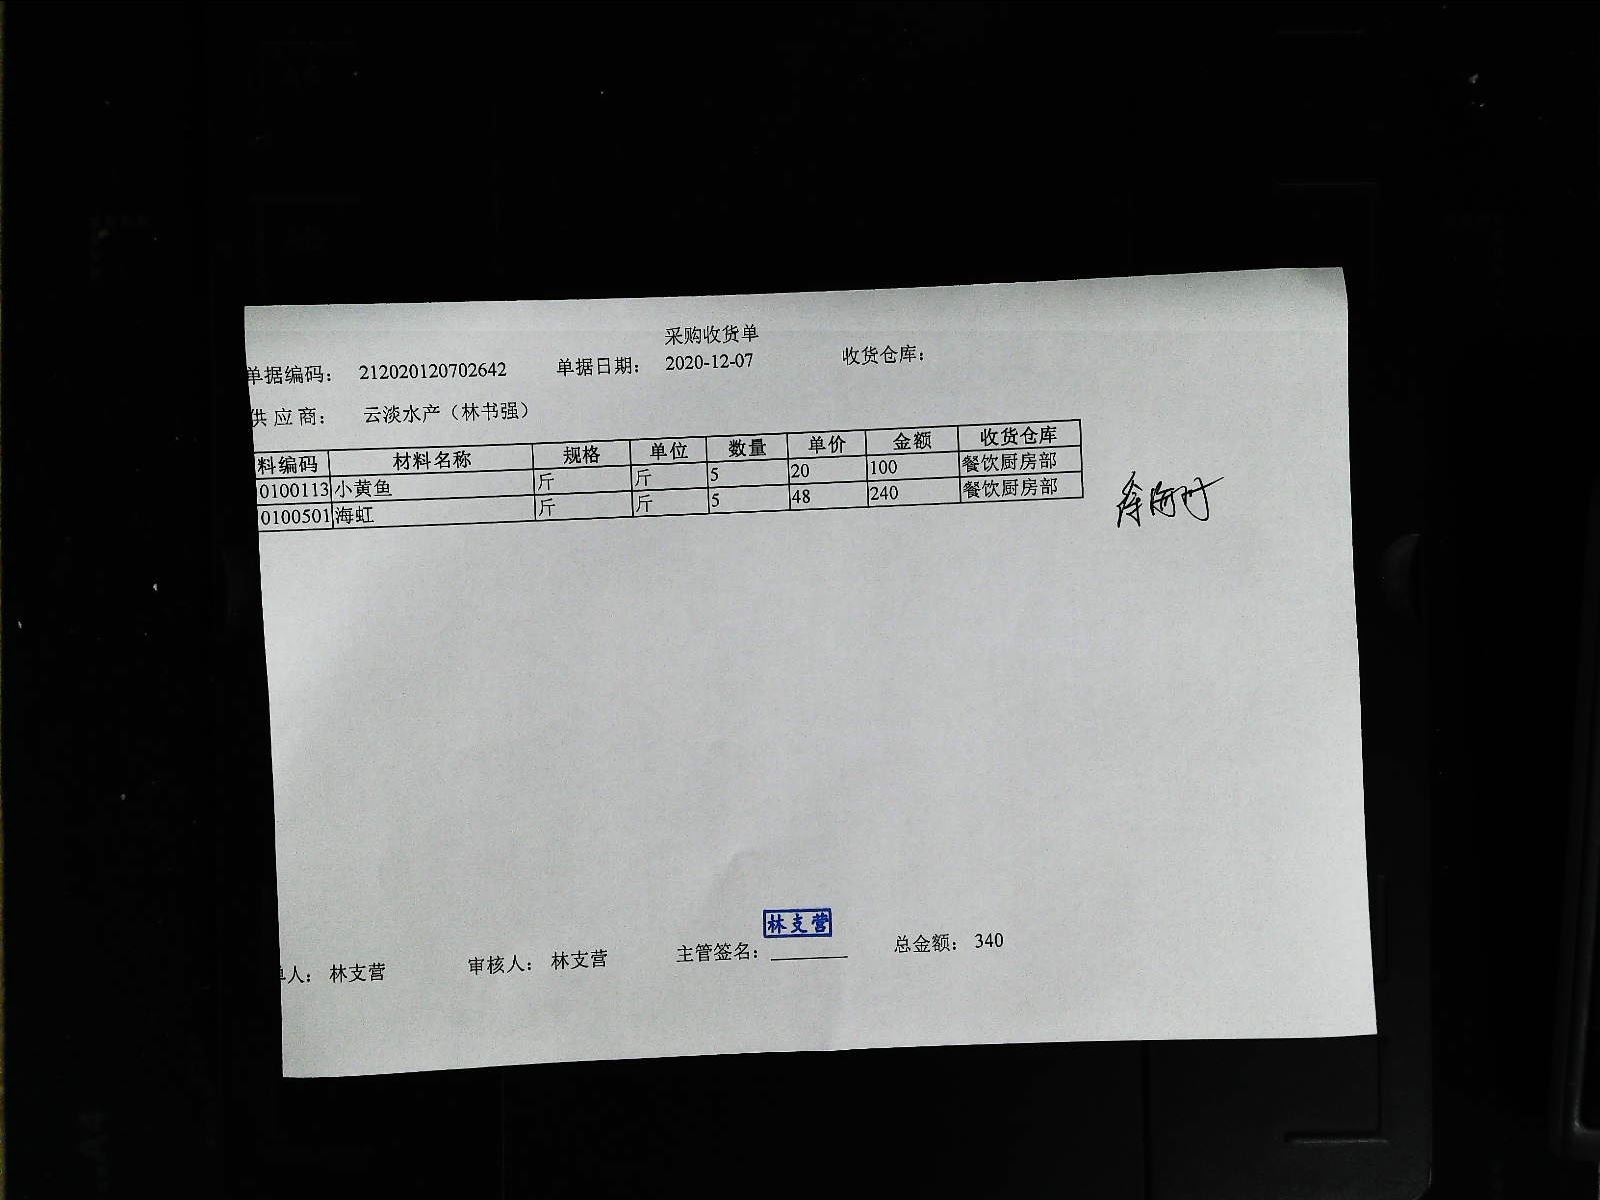 采购收货单
单据编码： 212020120702642 单据日期： 2020-12-07 收货仓库：
供应商： 云淡水产（林书强）
料编码 材料名称 规格 单位 数量 单价 金额 收货仓库
0100113 小黄鱼 斤 斤 5 20 100 餐饮厨房部
0100501 海虹 斤 斤 5 48 240 餐饮厨房部
林支营
单人： 林支营 审核人： 林支营 主管签名： 总金额： 340